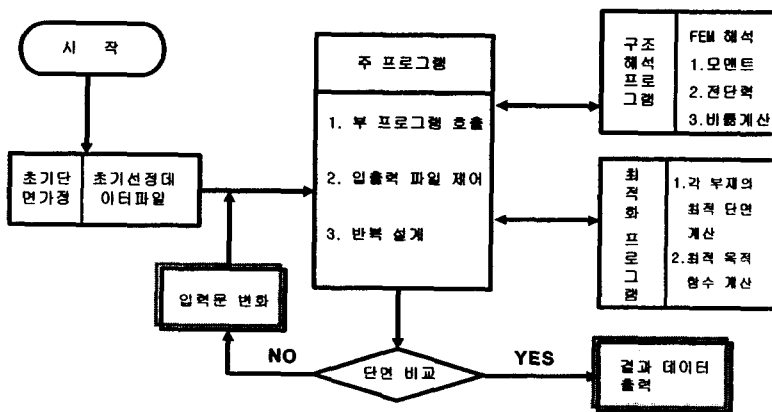 시 작
초기단
면가정
초기선정데
이터파일
주 프로그램
1. 부 프로그램 호출
2. 입출력 파일 제어
3. 반복 설계
구조
해석
프로
그램
FEM 해석
1.모멘트
2.전단력
3.비틂계산
최적화 프로그램
1.각 부재의
최적 단면
계산
2.최적 목적
함수 계산
입력문 변화
NO
단면 비교
YES
결과 데이터
출력